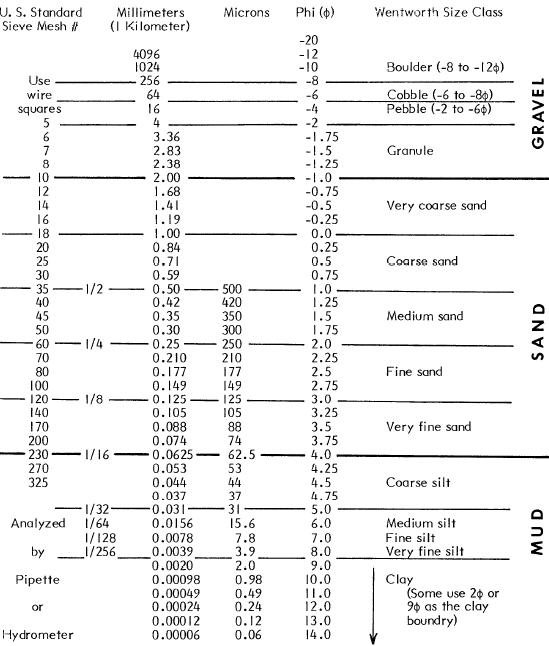 U. S. Standard Millimeters Microns Phi (ϕ) Wentworth Size Class
Sieve Mesh # (1 Kilometer)
-20
4096 -12
1024 -10 Boulder (-8 to -12ϕ)
Use 256 -8
wire 64 -6 Cobble (-6 to -8ϕ)
squares 16 -4 Pebble (-2 to -6ϕ)
5 4 -2
6 3.36 -1.75
7 2.83 -1.5 Granule
8 2.38 -1.25
10 2.00 -1.0
GRAVEL
12 1.68 -0.75
14 1.41 -0.5 Very coarse sand
16 1.19 -0.25
18 1.00 0.0
20 0.84 0.25
25 0.71 0.5 Coarse sand
30 0.59 0.75
35 1/2 0.50 500 1.0
40 0.42 420 1.25
45 0.35 350 1.5 Medium sand
50 0.30 300 1.75
60 1/4 0.25 250 2.0
70 0.210 210 2.25
80 0.177 177 2.5 Fine sand
100 0.149 149 2.75
120 1/8 0.125 125 3.0
140 0.105 105 3.25
170 0.088 88 3.5 Very fine sand
200 0.074 74 3.75
230 1/16 0.0625 62.5 4.0
SAND
270 0.053 53 4.25
325 0.044 44 4.5 Coarse silt
0.037 37 4.75
1/32 0.031 31 5.0
Analyzed 1/64 0.0156 15.6 6.0 Medium silt
1/128 0.0078 7.8 7.0 Fine silt
by 1/256 0.0039 3.9 8.0 Very fine silt
0.0020 2.0 9.0
Pipette 0.00098 0.98 10.0 Clay
0.00049 0.49 11.0 (Some use 2ϕ or
or 0.00024 0.24 12.0 9ϕ as the clay
0.00012 0.12 13.0 boundry)
Hydrometer 0.00006 0.06 14.0
MUD